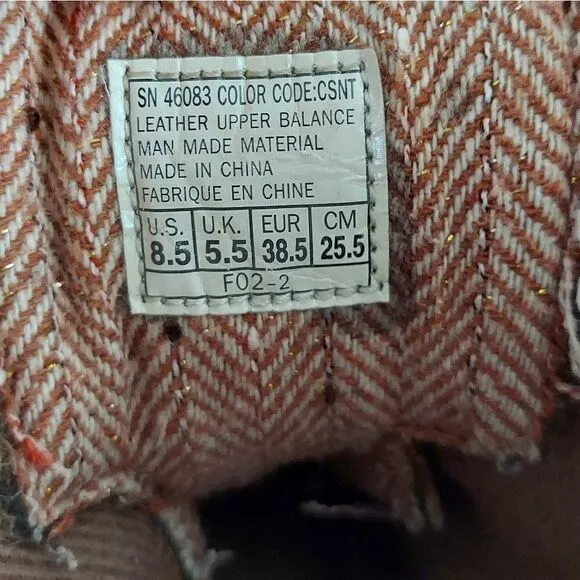 SN 46083 COLOR CODE:CSNT
LEATHER UPPER BALANCE
MAN MADE MATERIAL
MADE IN CHINA
FABRIQUE EN CHINE
U.S. U.K. EUR CM
8.5 5.5 38.5 25.5
F02-2